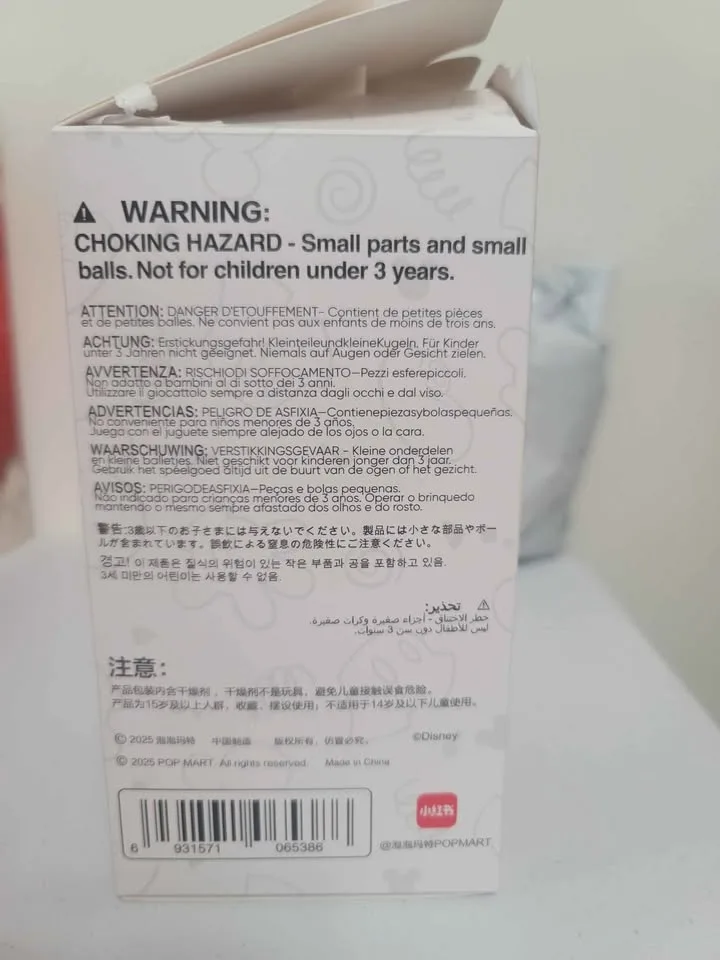 WARNING:
CHOKING HAZARD - Small parts and small
balls. Not for children under 3 years.
ATTENTION: DANGER D'ETOUFFEMENT- Contient de petites pièces
et de petites balles. Ne convient pas aux enfants de moins de trois ans.
ACHTUNG: Erstickungsgefahr! KleinteileundkleineKugeln. Für Kinder
unter 3 Jahren nicht geeignet. Niemals auf Augen oder Gesicht zielen.
AVVERTENZA: RISCHIODI SOFFOCAMENTO-Pezzi esferepiccoli.
Non adatto a bambini al di sotto dei 3 anni.
Utilizzare il giocattolo sempre a distanza dagli occhi e dal viso.
ADVERTENCIAS: PELIGRO DE ASFIXIA-Contienepiezasybolaspequeñas.
No conveniente para niños menores de 3 años.
Juega con el juguete siempre alejado de los ojos o la cara.
WAARSCHUWING: VERSTIKKINGSGEVAAR - Kleine onderdelen
en kleine balletjes. Niet geschikt voor kinderen jonger dan 3 jaar.
Gebruik het speelgoed altijd uit de buurt van de ogen of het gezicht.
AVISOS: PERIGODEASFIXIA-Peças e bolas pequenas.
Não indicado para crianças menores de 3 anos. Operar o brinquedo
mantendo o mesmo sempre afastado dos olhos e do rosto.
警告:3歳以下のお子さまには与えないでください。製品には小さな部品やボー
ルが含まれています。誤飲による窒息の危険性にご注意ください。
경고! 이 제품은 질식의 위험이 있는 작은 부품과 공을 포함하고 있음.
3세 미만의 어린이는 사용할 수 없음.
تحذير:
خطر الاختناق - أجزاء صغيرة وكرات صغيرة.
ليس للأطفال دون سن 3 سنوات.
注意:
产品包装内含干燥剂，干燥剂不是玩具，避免儿童接触误食危险。
产品为15岁及以上人群，收藏、摆设使用；不适用于14岁及以下儿童使用。
© 2025 泡泡玛特 中国制造 版权所有，仿冒必究。 ©Disney
© 2025 POP MART. All rights reserved. Made in China
小红书
6 931571 065386
@泡泡玛特POPMART